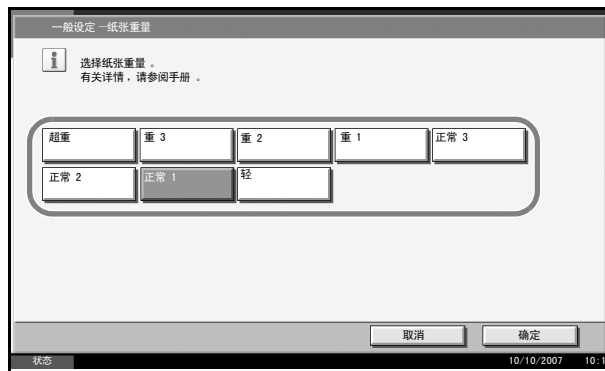 一般设定 –纸张重量
选择纸张重量 。
有关详情，请参阅手册 。
超重 重 3 重 2 重 1 正常 3
正常 2 正常 1 轻
取消 确定
状态 10/10/2007 10:1